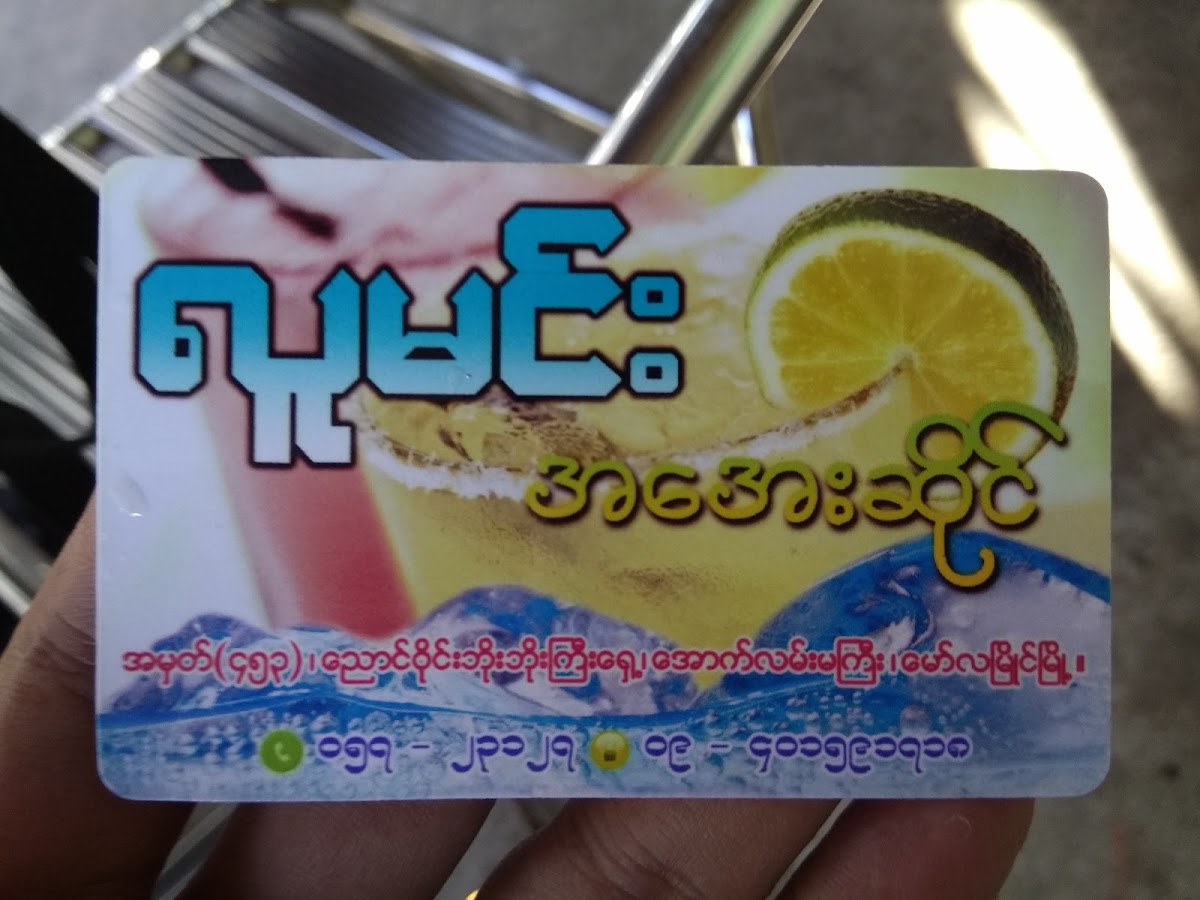 လူမင်း
အအေးဆိုင်
အမှတ်(၄၅၃)၊ညောင်ဝိုင်းဘိုးဘိုးကြီးရှေ့၊အောက်လမ်းမကြီး၊မော်လမြိုင်မြို့။
၀၅၇ - ၂၃၁၂၇ ၀၉ - ၄၀၁၅၉၁၇၁၈